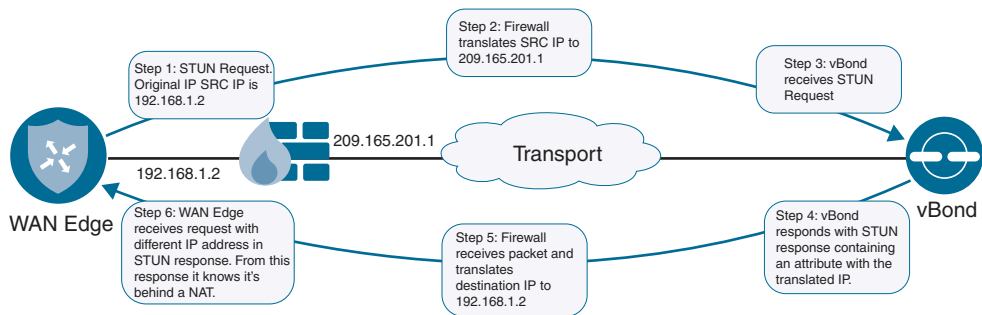 Step 1: STUN Request.
Original IP SRC IP is
192.168.1.2
Step 2: Firewall
translates SRC IP to
209.165.201.1
Step 3: vBond
receives STUN
Request
209.165.201.1
Transport
192.168.1.2
WAN Edge
vBond
Step 4: vBond
responds with STUN
response containing
an attribute with the
translated IP.
Step 5: Firewall
receives packet and
translates
destination IP to
192.168.1.2
Step 6: WAN Edge
receives request with
different IP address in
STUN response. From this
response it knows it's
behind a NAT.